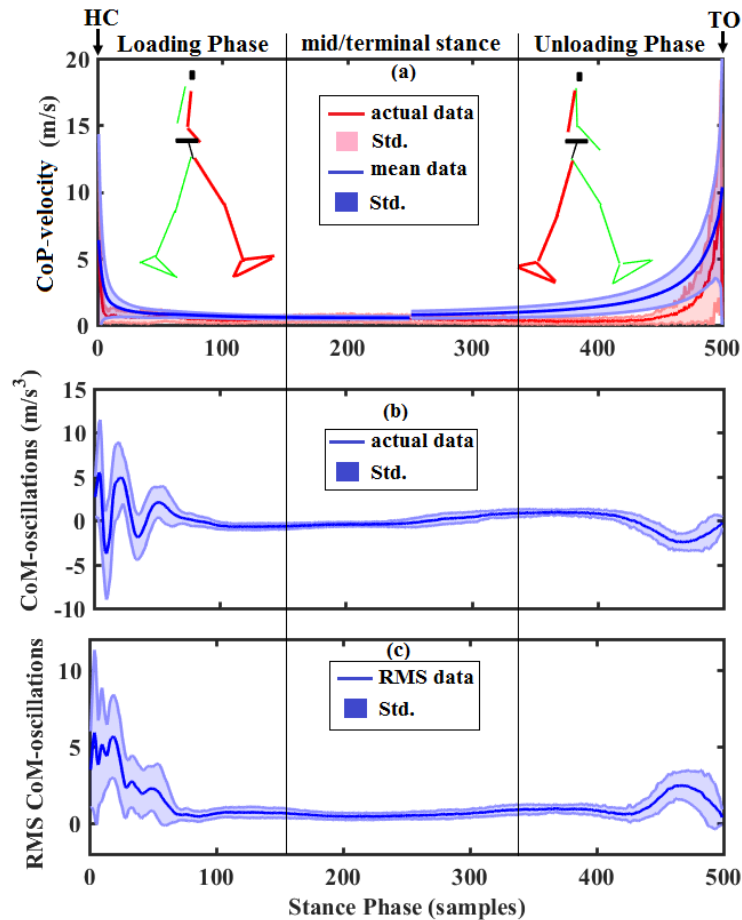 HC TO
Loading Phase mid/terminal stance Unloading Phase
(a)
CoP-velocity (m/s)
20
15
10
5
0
actual data
Std.
mean data
Std.
0 100 200 300 400 500
(b)
CoM-oscillations (m/s³)
15
10
5
0
-5
-10
actual data
Std.
0 100 200 300 400 500
(c)
RMS CoM-oscillations
10
5
0
RMS data
Std.
0 100 200 300 400 500
Stance Phase (samples)